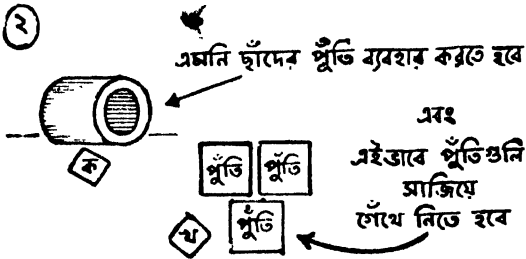 ২
এমনি ছাঁদের পুঁতি ব্যবহার করতে হবে
ক
এবং
এইভাবে পুঁতিগুলি
সাজিয়ে
গেঁথে নিতে হবে
পুঁতি পুঁতি
পুঁতি
খ